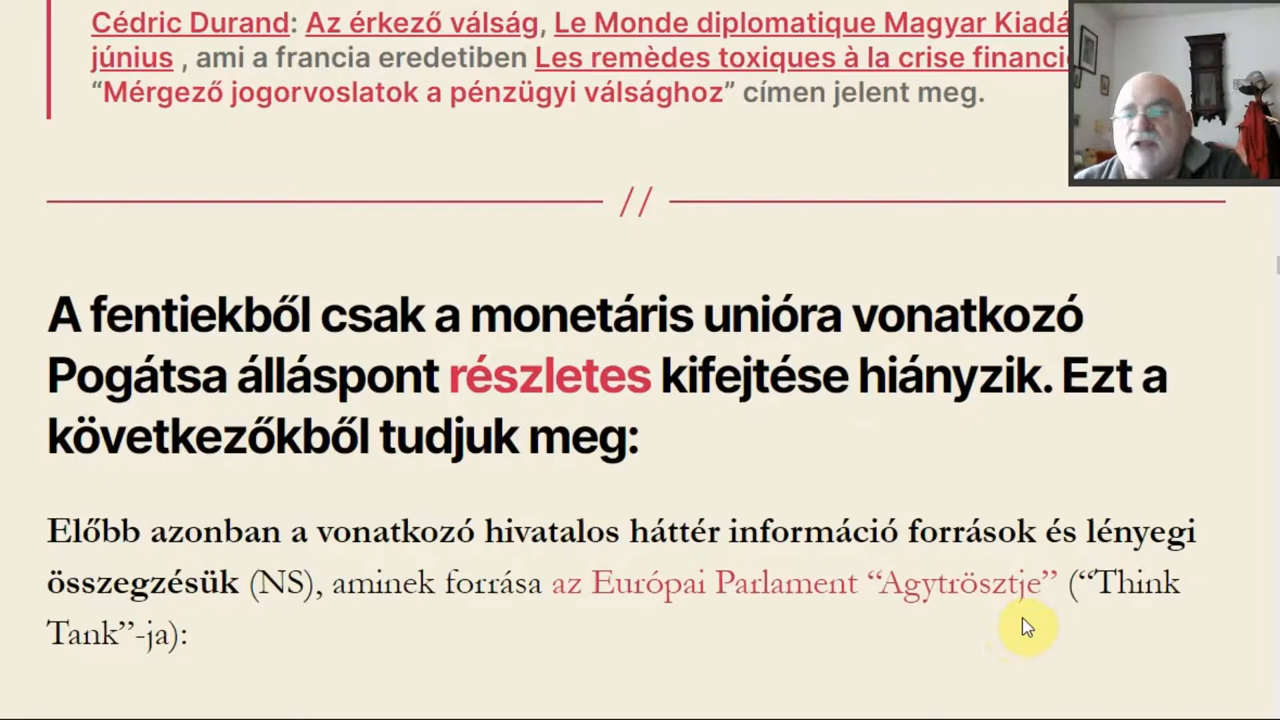 Cédric Durand: Az érkező válság, Le Monde diplomatique Magyar Kiadá
június , ami a francia eredetiben Les remèdes toxiques à la crise financi
“Mérgező jogorvoslatok a pénzügyi válsághoz” címen jelent meg.
//
A fentiekből csak a monetáris unióra vonatkozó
Pogátsa álláspont részletes kifejtése hiányzik. Ezt a
következőkből tudjuk meg:
Előbb azonban a vonatkozó hivatalos háttér információ források és lényegi
összegzésük (NS), aminek forrása az Európai Parlament “Agytrösztje” (“Think
Tank”-ja):